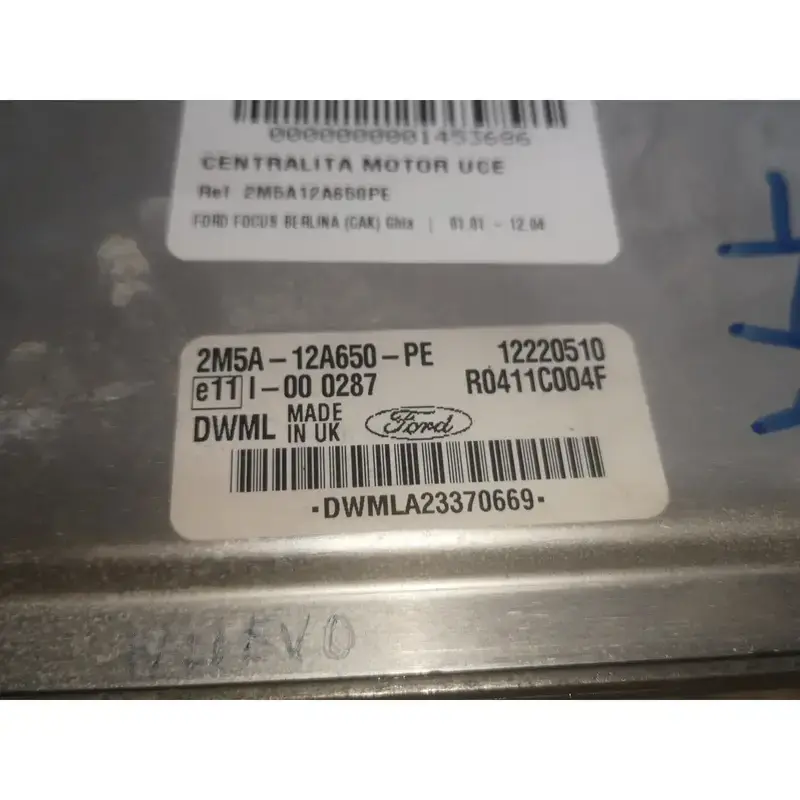 0000000001453686
CENTRALITA MOTOR UCE
Ref 2M5A12A650PE
FORD FOCUS BERLINA (CAK) Ghia | 01.01 - 12.04
2M5A-12A650-PE 12220510
e11 I-00 0287 R0411C004F
DWML MADE IN UK Ford
·DWMLA23370669·
NUEVO